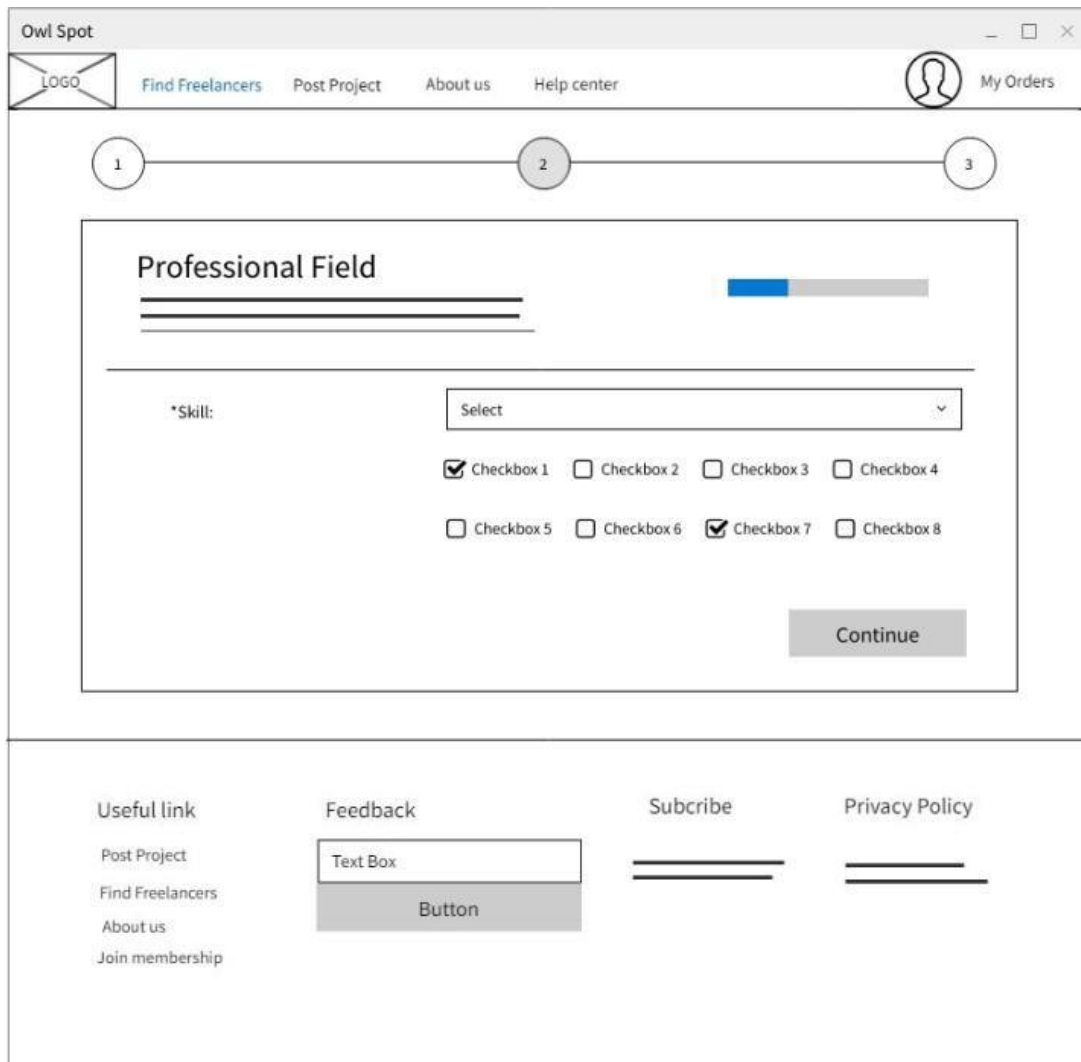 Owl Spot
LOGO Find Freelancers Post Project About us Help center My Orders
1 2 3
Professional Field
*Skill: Select
Checkbox 1 Checkbox 2 Checkbox 3 Checkbox 4
Checkbox 5 Checkbox 6 Checkbox 7 Checkbox 8
Continue
Useful link Feedback Subcribe Privacy Policy
Post Project Text Box
Find Freelancers
About us Button
Join membership